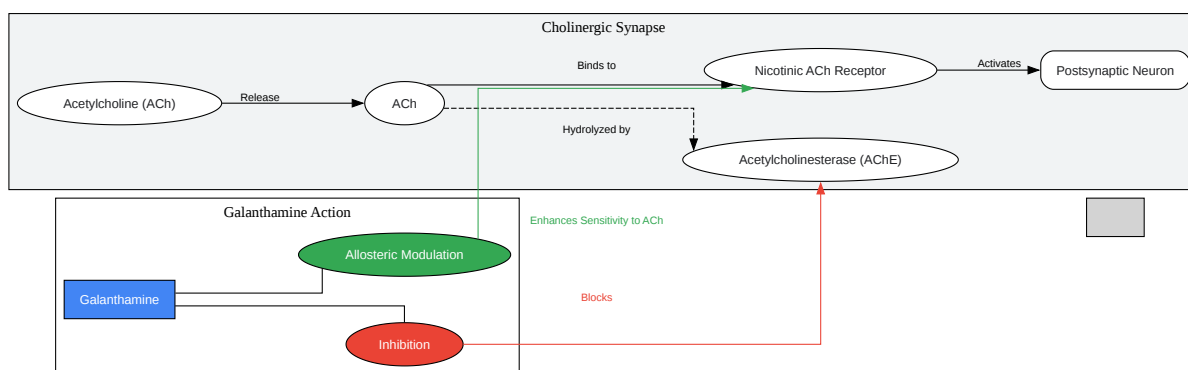 Cholinergic Synapse
Binds to
Nicotinic ACh Receptor
Activates
Postsynaptic Neuron
Acetylcholine (ACh)
Release
ACh
Hydrolyzed by
Acetylcholinesterase (AChE)
Galanthamine Action
Enhances Sensitivity to ACh
Allosteric Modulation
Galanthamine
Blocks
Inhibition